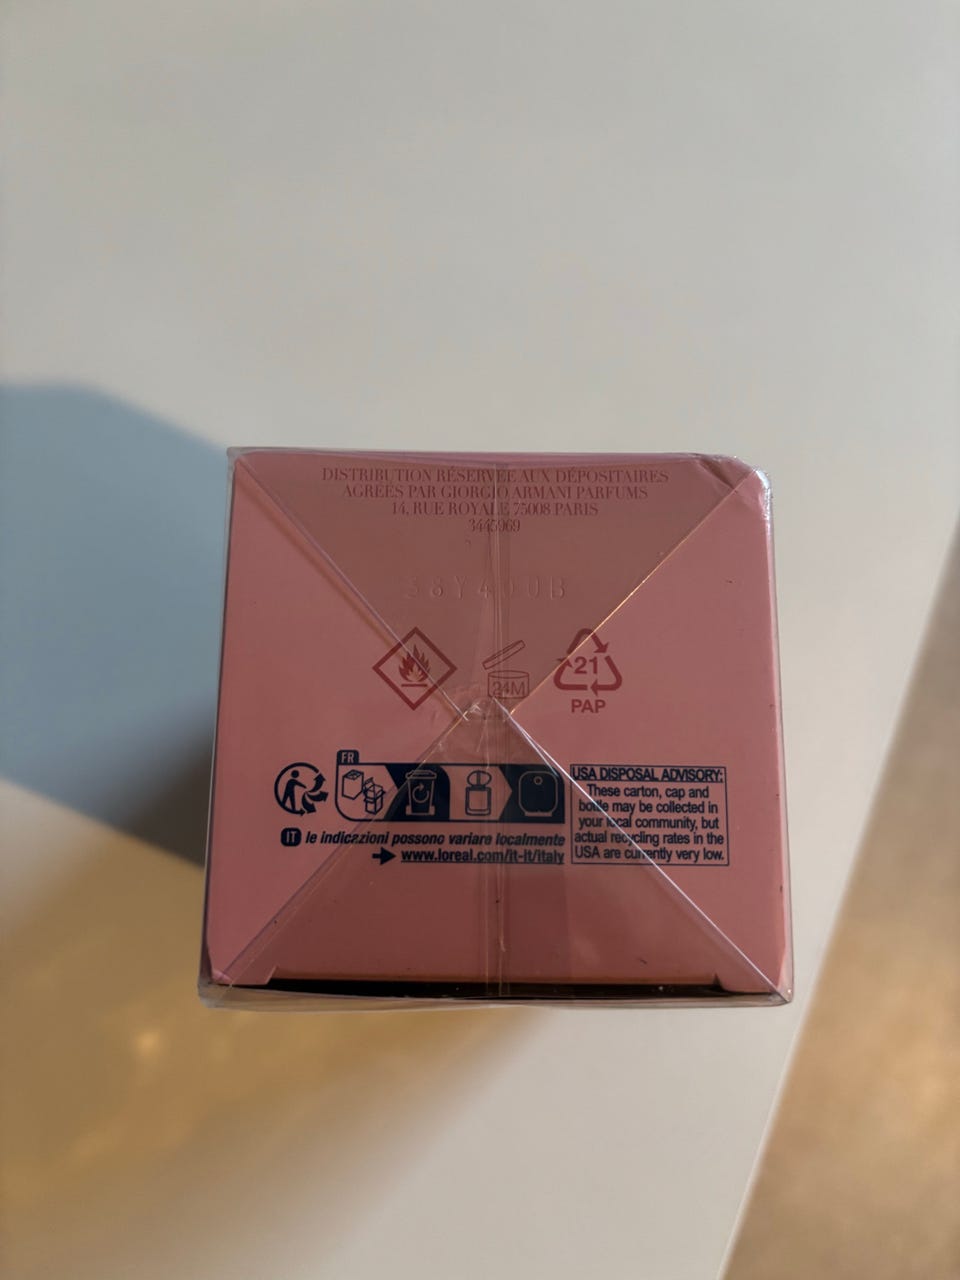 DISTRIBUTION RÉSERVÉE AUX DÉPOSITAIRES
AGRÉÉS PAR GIORGIO ARMANI PARFUMS
14, RUE ROYALE 75008 PARIS
3445969
38Y400B
24M
21
PAP
FR
IT le indicazioni possono variare localmente
www.loreal.com/it-it/italy
USA DISPOSAL ADVISORY:
These carton, cap and
bottle may be collected in
your local community, but
actual recycling rates in the
USA are currently very low.